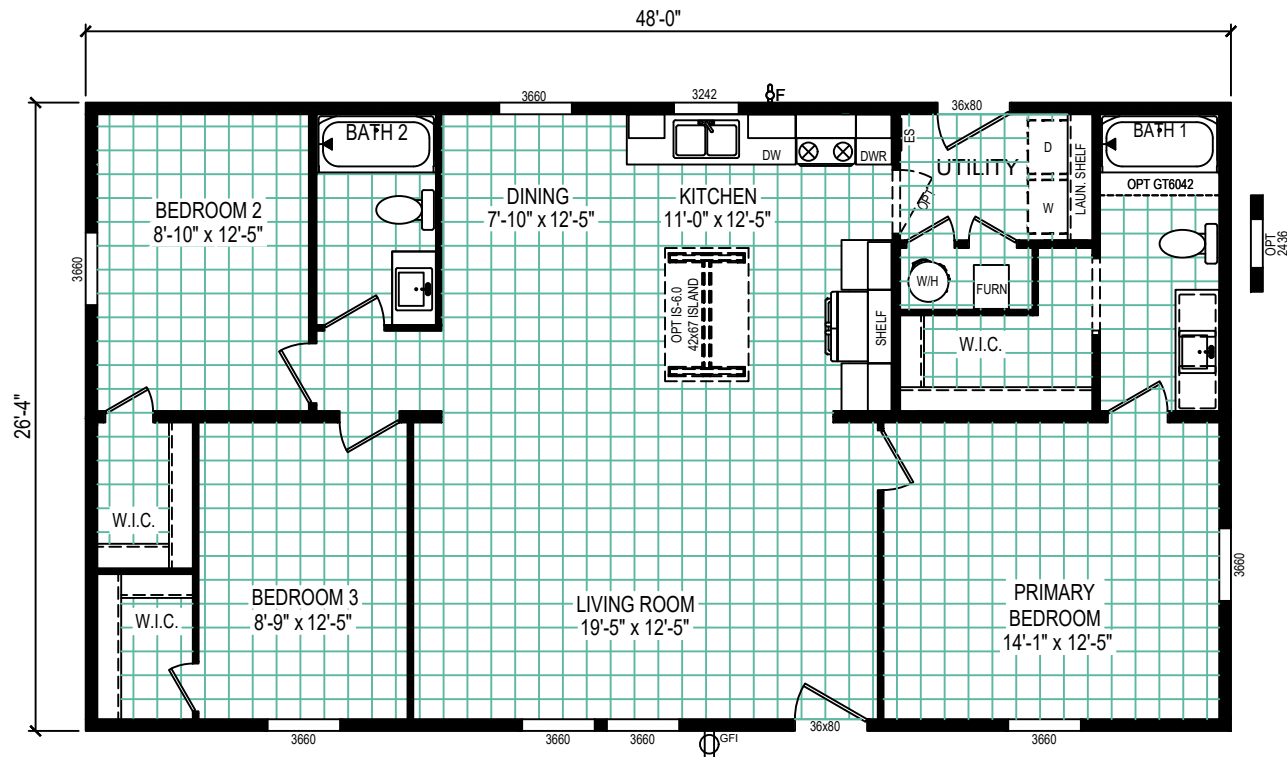 48'-0"
26'-4"
3660
3242
F
36x80
BATH 2
DW
DWR
ES
UTILITY
D
W
LAUN. SHELF
BATH 1
OPT GT6042
OPT
2436
BEDROOM 2
8'-10" x 12'-5"
DINING
7'-10" x 12'-5"
KITCHEN
11'-0" x 12'-5"
OPT
3660
OPT IS-6.0
42x67 ISLAND
SHELF
W/H
FURN
W.I.C.
W.I.C.
W.I.C.
BEDROOM 3
8'-9" x 12'-5"
LIVING ROOM
19'-5" x 12'-5"
PRIMARY
BEDROOM
14'-1" x 12'-5"
3660
3660
3660
3660
GFI
36x80
3660